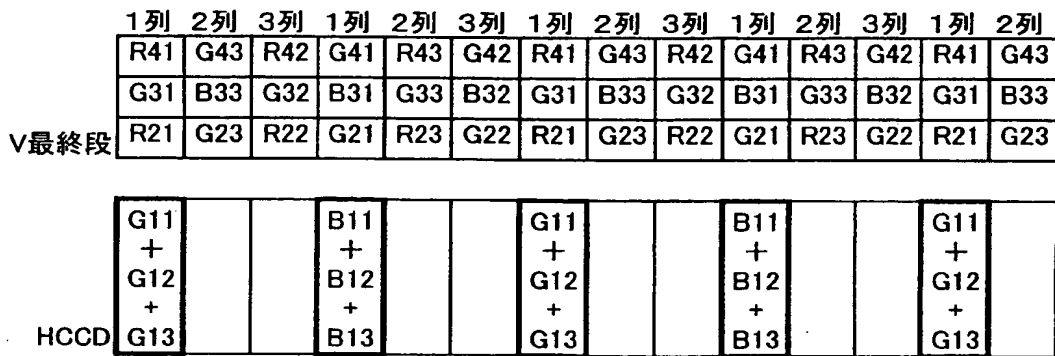 1列 2列 3列 1列 2列 3列 1列 2列 3列 1列 2列 3列 1列 2列
R41 G43 R42 G41 R43 G42 R41 G43 R42 G41 R43 G42 R41 G43
G31 B33 G32 B31 G33 B32 G31 B33 G32 B31 G33 B32 G31 B33
V最終段 R21 G23 R22 G21 R23 G22 R21 G23 R22 G21 R23 G22 R21 G23
G11 B11 G11 B11 G11
+ + + + +
G12 B12 G12 B12 G12
+ + + + +
HCCD G13 B13 G13 B13 G13